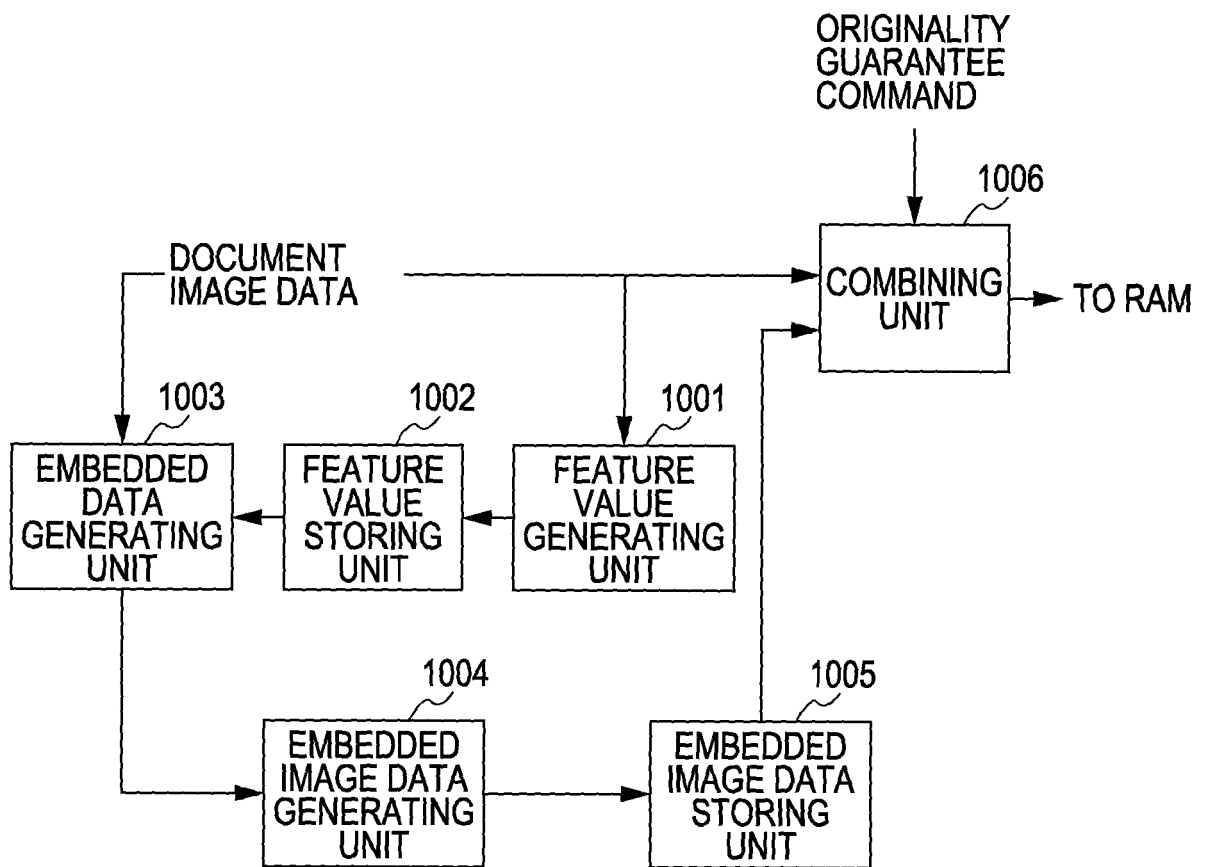 ORIGINALITY
GUARANTEE
COMMAND
1006
DOCUMENT
IMAGE DATA
COMBINING
UNIT
TO RAM
1003
1002
1001
EMBEDDED
DATA
GENERATING
UNIT
FEATURE
VALUE
STORING
UNIT
FEATURE
VALUE
GENERATING
UNIT
1004
1005
EMBEDDED
IMAGE DATA
GENERATING
UNIT
EMBEDDED
IMAGE DATA
STORING
UNIT